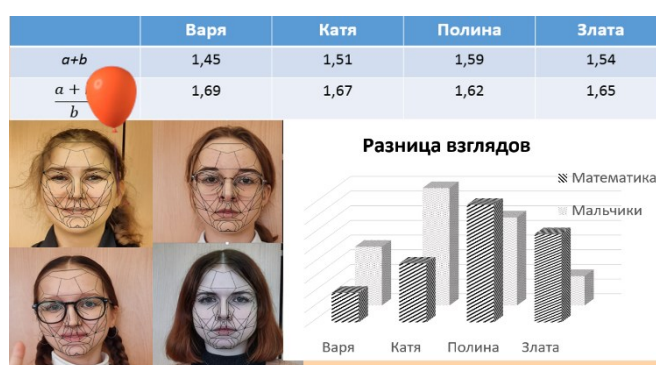 Варя Катя Полина Злата
a+b 1,45 1,51 1,59 1,54
a + 1,69 1,67 1,62 1,65
b
Разница взглядов
Математика
Мальчики
Варя Катя Полина Злата